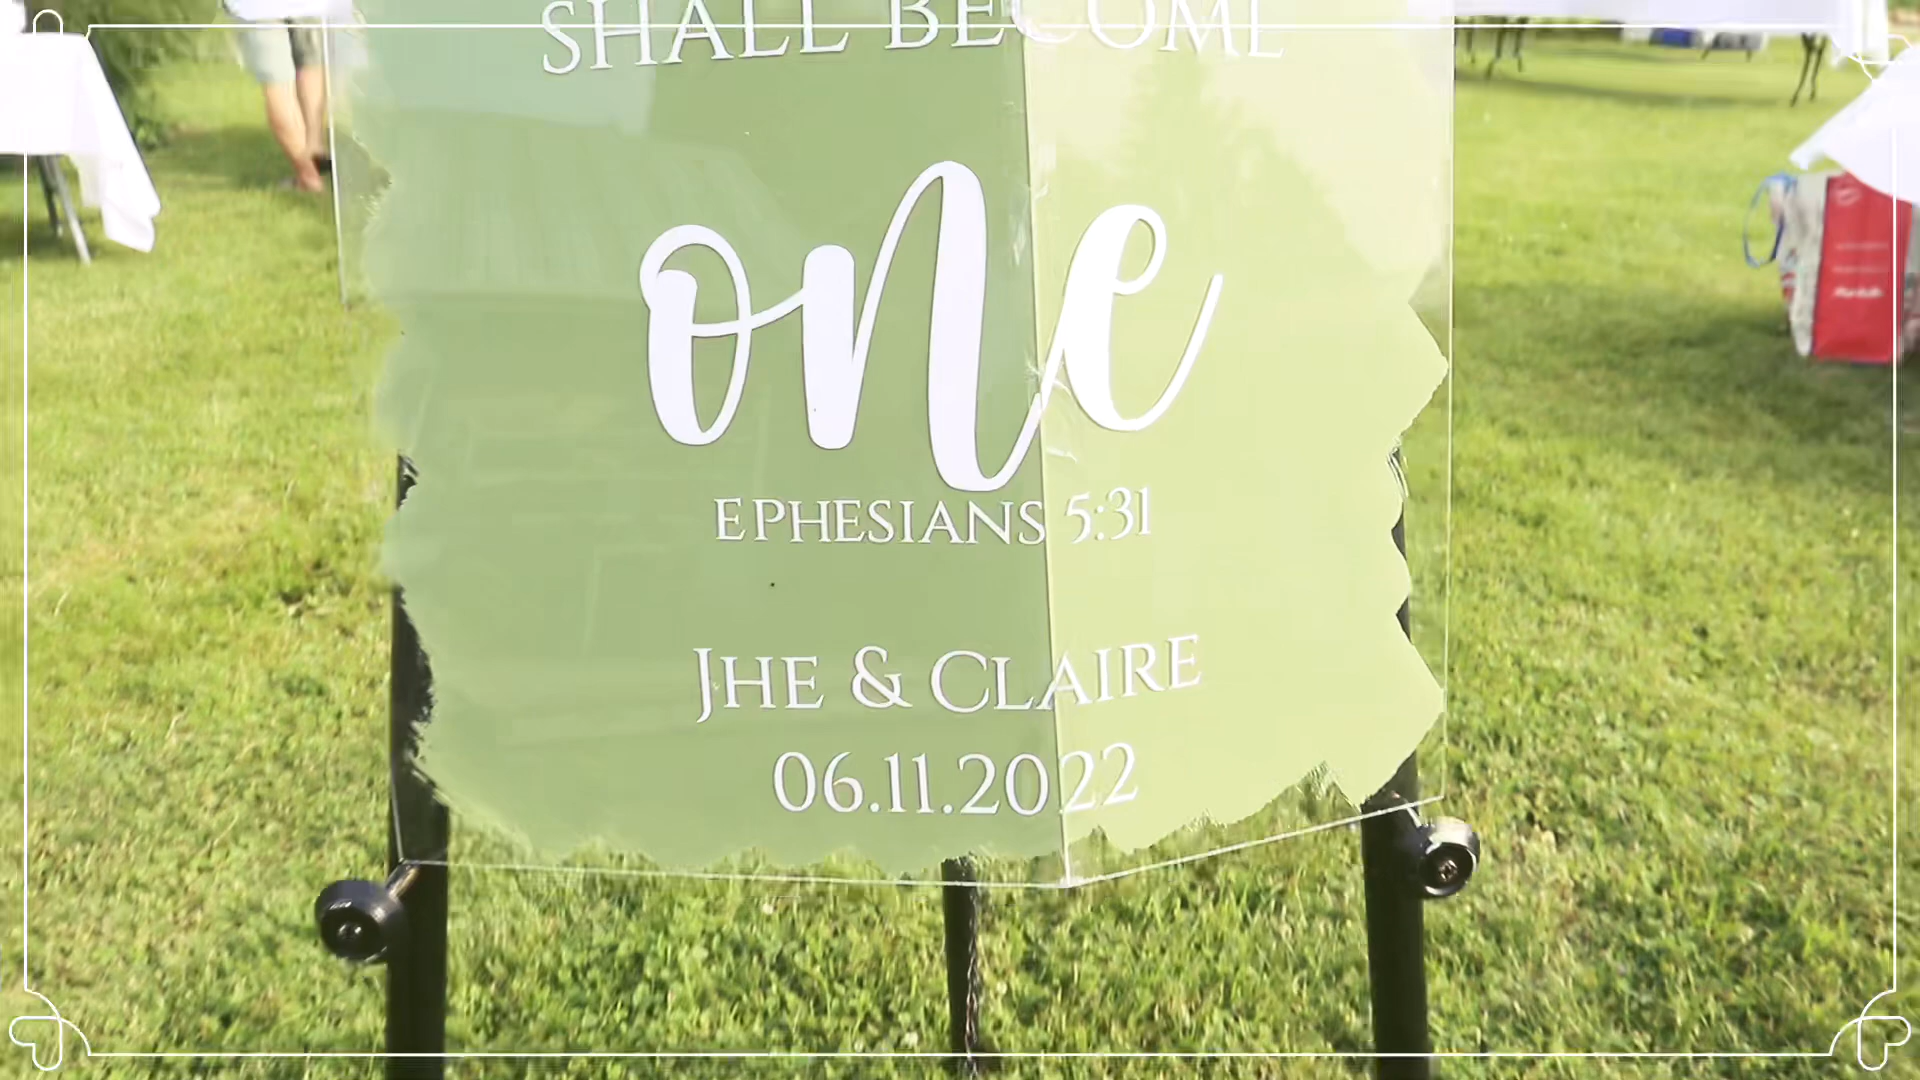 SHALL BECOME
one
EPHESIANS 5:31
JHE & CLAIRE
06.11.2022